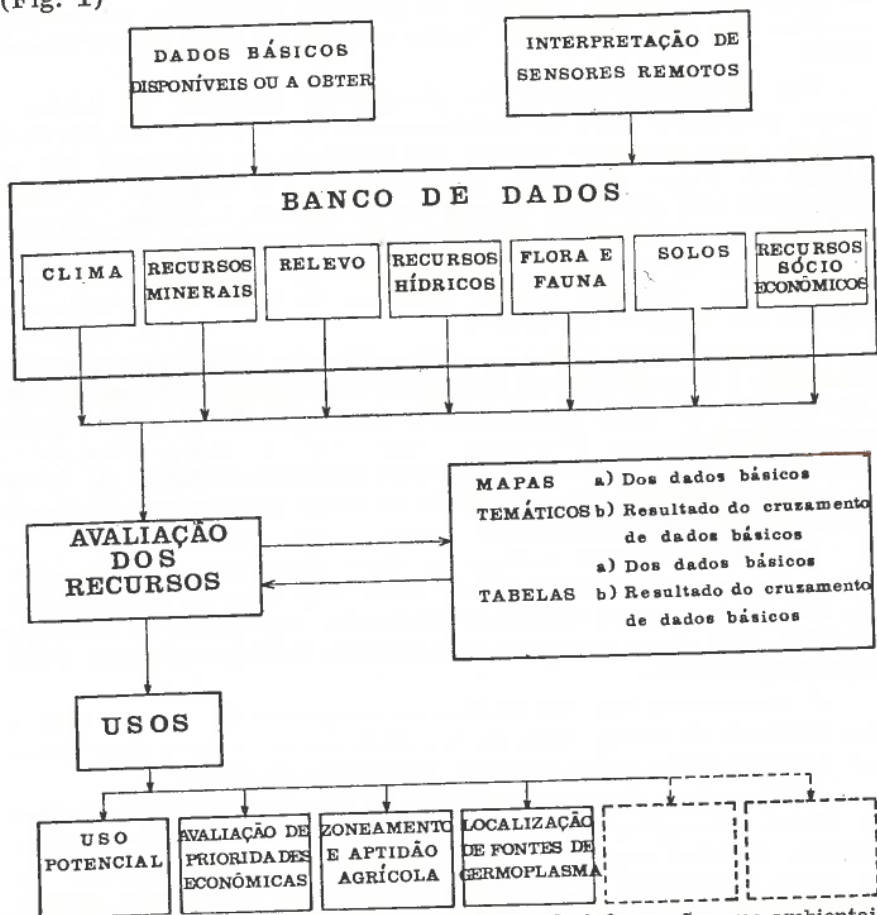 (Fig. 1)
DADOS BÁSICOS
DISPONÍVEIS OU A OBTER
INTERPRETAÇÃO DE
SENSORES REMOTOS
BANCO DE DADOS
CLIMA
RECURSOS
MINERAIS
RELEVO
RECURSOS
HÍDRICOS
FLORA E
FAUNA
SOLOS
RECURSOS
SÓCIO
ECONÔMICOS
AVALIAÇÃO
DOS
RECURSOS
MAPAS a) Dos dados básicos
TEMÁTICOS b) Resultado do cruzamento
de dados básicos
a) Dos dados básicos
TABELAS b) Resultado do cruzamento
de dados básicos
USOS
USO
POTENCIAL
AVALIAÇÃO DE
PRIORIDADES
ECONÔMICAS
ZONEAMENTO
E APTIDÃO
AGRÍCOLA
LOCALIZAÇÃO
DE FONTES DE
GERMOPLASMA